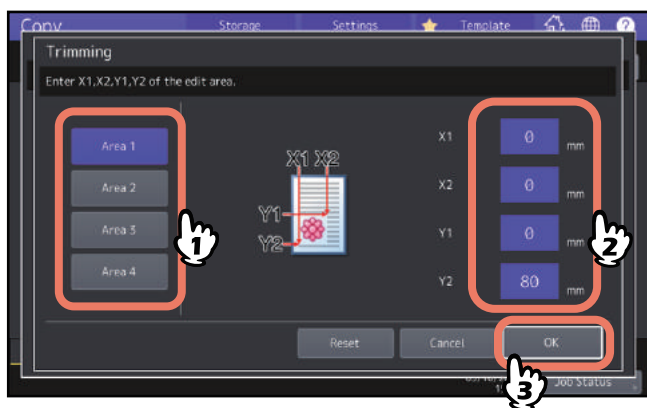 Copy Storage Settings Template ?
Trimming
Enter X1,X2,Y1,Y2 of the edit area.
Area 1
Area 2
Area 3
Area 4
1
X1 X2
Y1
Y2
X1 0 mm
X2 0 mm
Y1 0 mm
Y2 80 mm
2
Reset Cancel OK
3
Job Status